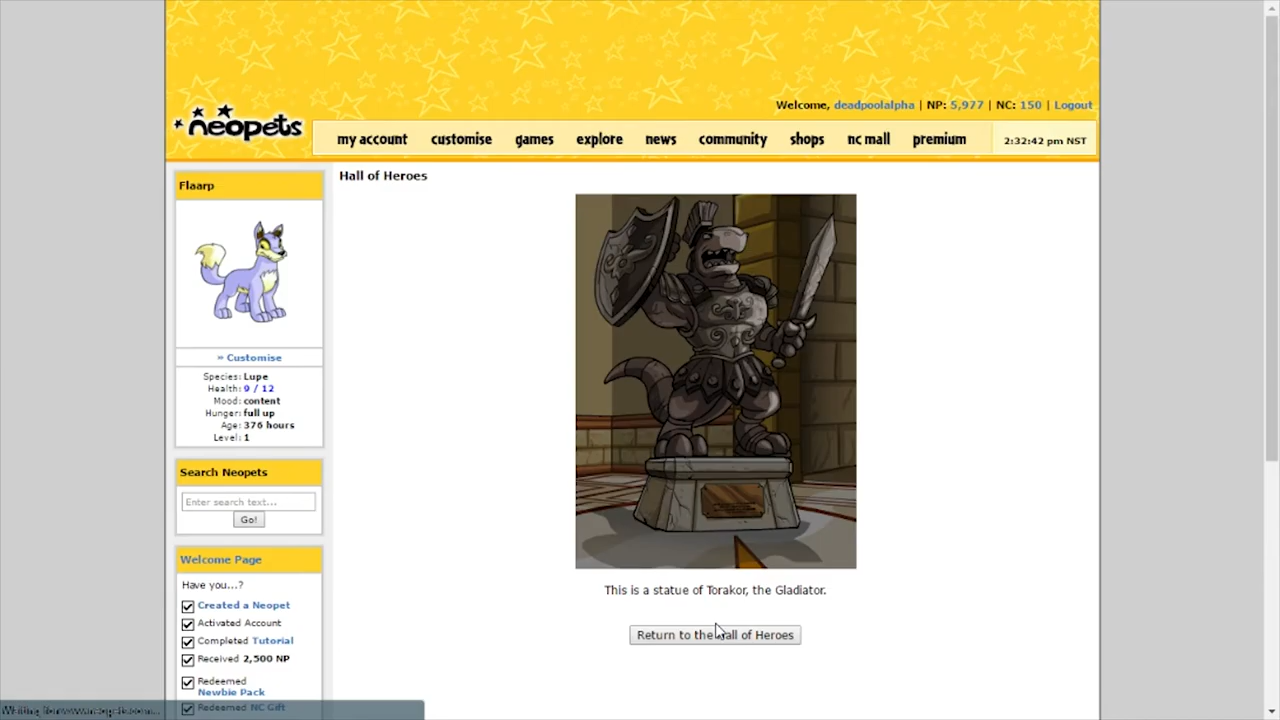 Welcome, deadpoolalpha | NP: 5,977 | NC: 150 | Logout
neopets
my account customise games explore news community shops nc mall premium 2:32:42 pm NST
Flaarp
» Customise
Species: Lupe
Health: 9 / 12
Mood: content
Hunger: full up
Age: 376 hours
Level: 1
Search Neopets
Enter search text...
Go!
Welcome Page
Have you...?
Created a Neopet
Activated Account
Completed Tutorial
Received 2,500 NP
Redeemed
Newbie Pack
Redeemed NC Gift
Hall of Heroes
This is a statue of Torakor, the Gladiator.
Return to the Hall of Heroes